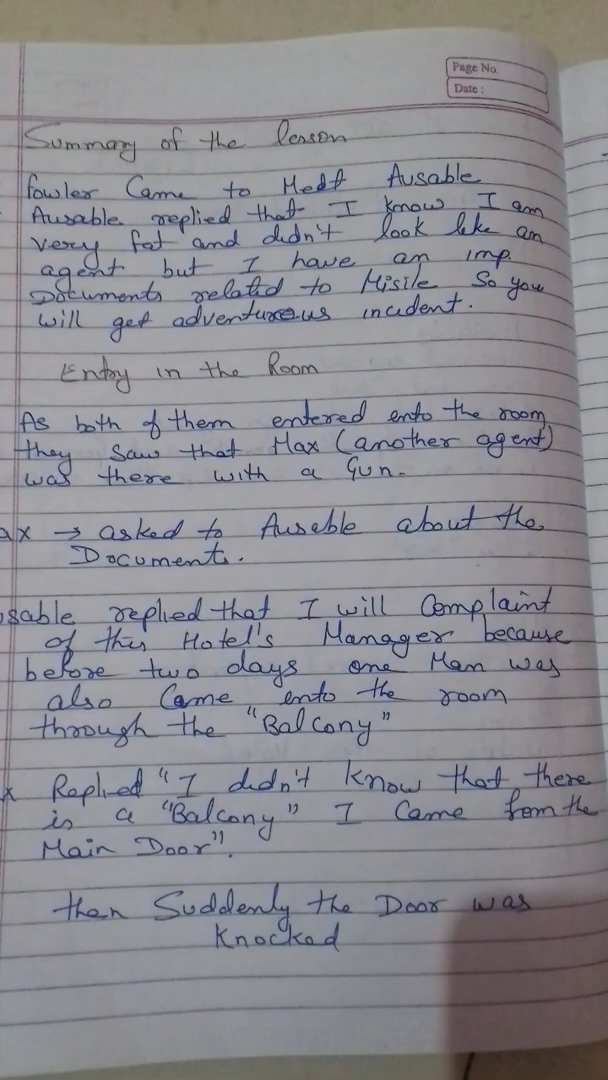 Page No.
Date :
Summary of the lesson
fowler Came to Meet Ausable
Ausable replied that I know I am
very fat and didn't look like an
agent but I have an imp.
Documents related to Misile So you
will get adventureous incident.
Entry in the Room
As both of them entered ento the room
they saw that Max (another agent)
was there with a Gun.
ax → asked to Ausable about the
Documents.
usable replied that I will Complaint
of this Hotel's Manager because
before two days one Man was
also Came ento the room
through the "Balcony"
x Replied "I didn't know that there
is a "Balcony" I Came from the
Main Door".
then Suddenly the Door was
Knocked